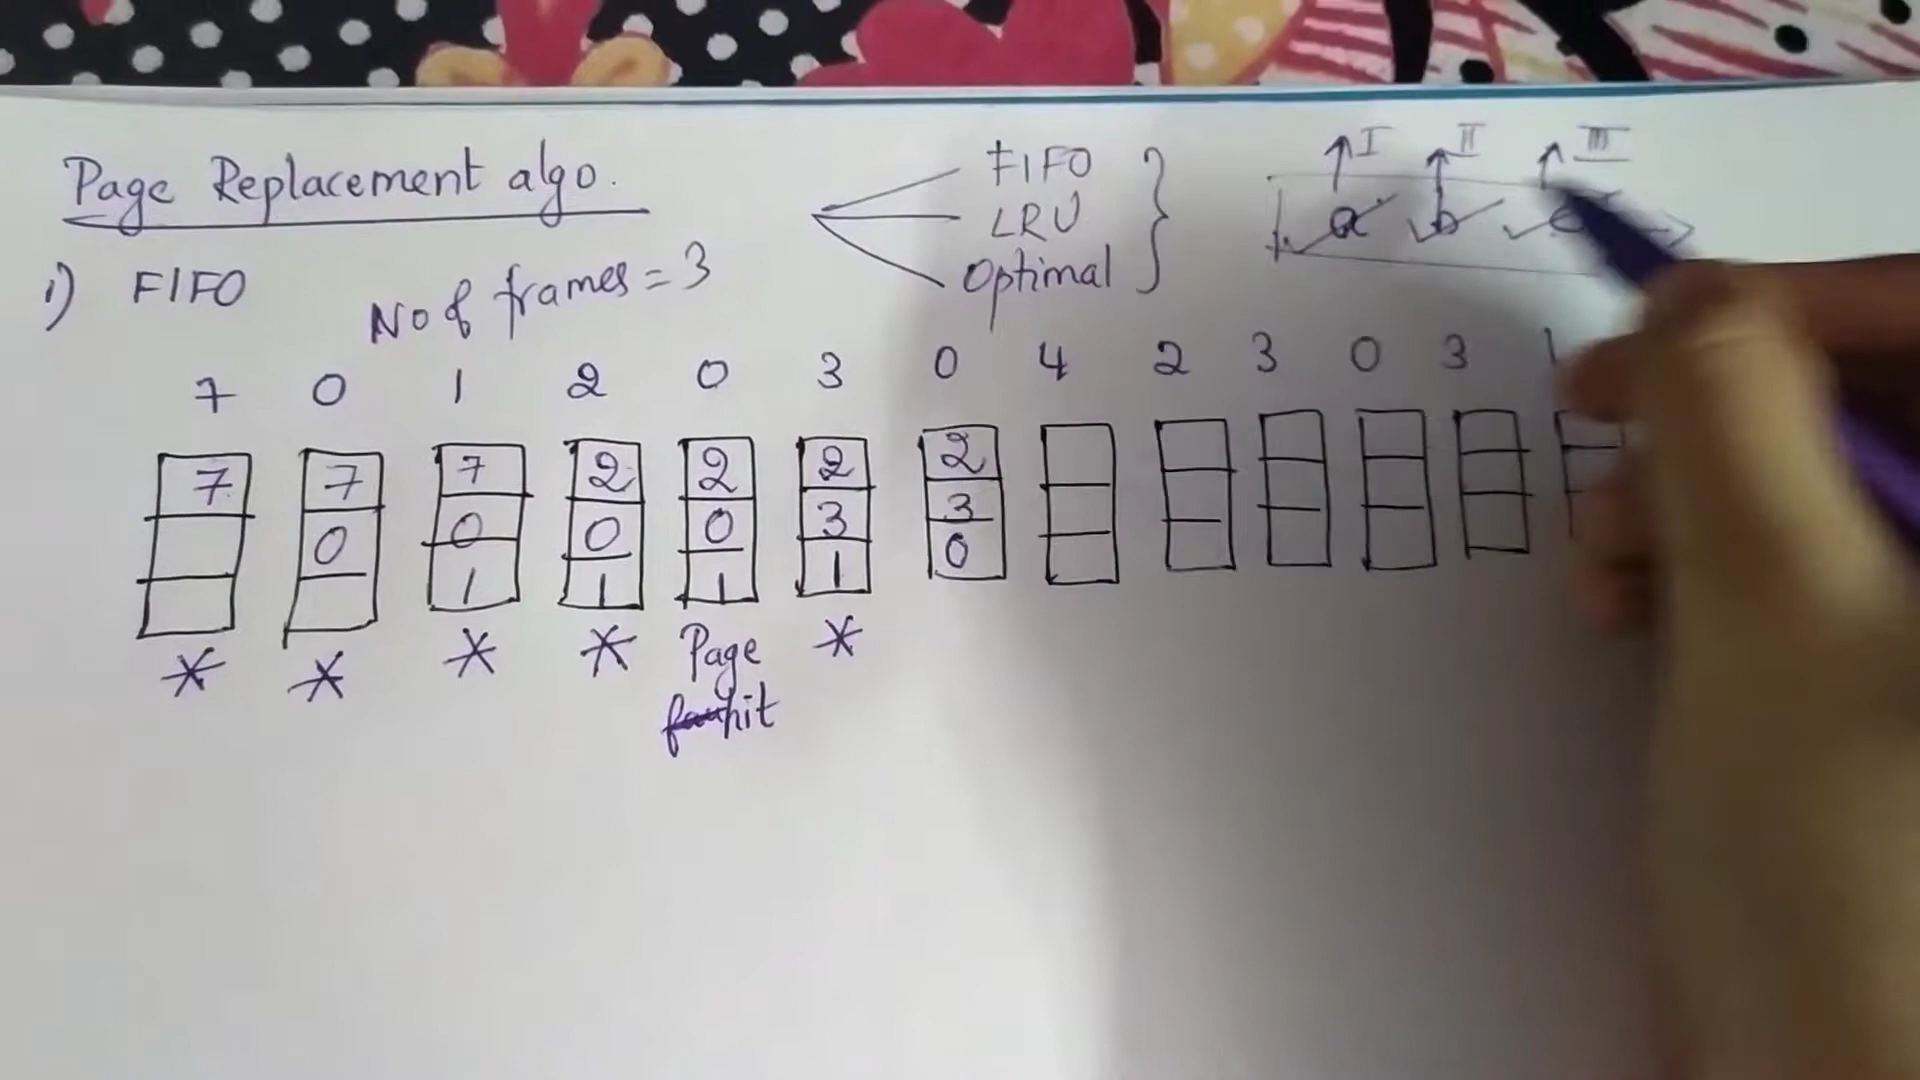 Page Replacement algo.
FIFO
LRU
Optimal
I II III
a b
i) FIFO
No of frames = 3
7 0 1 2 0 3 0 4 2 3 0 3 1
7 7 7 2 2 2 2
0 0 0 0 3 3
1 1 1 1 0
* * * * Page *
hit